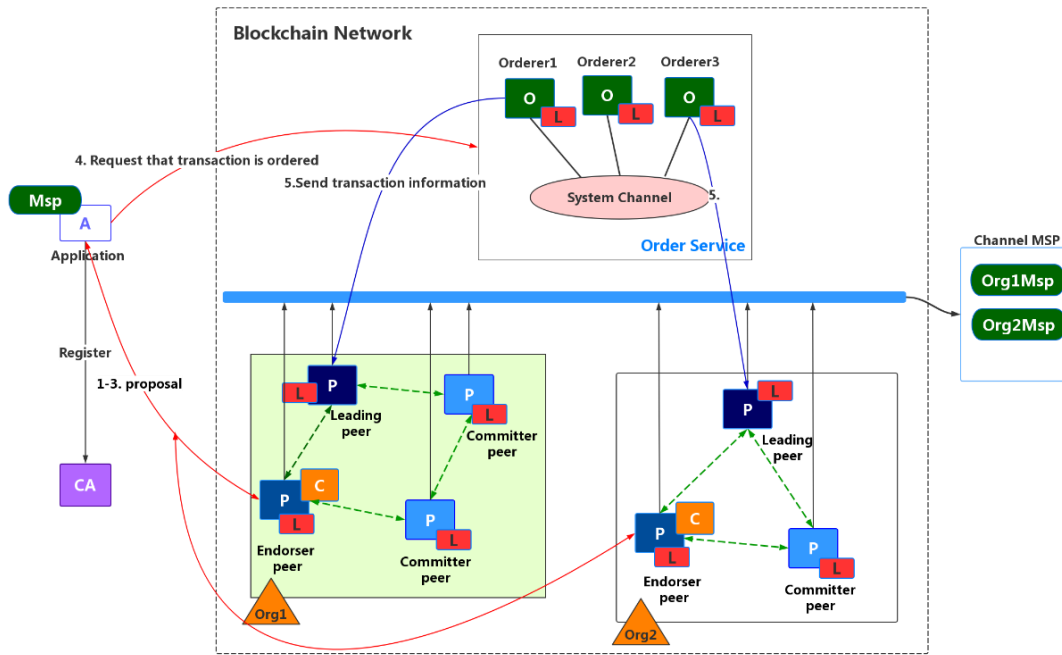 Blockchain Network
Orderer1
Orderer2
Orderer3
O
L
O
L
O
L
4. Request that transaction is ordered
5.Send transaction information
System Channel
5.
Msp
A
Application
Order Service
Channel MSP
Org1Msp
Org2Msp
Register
1-3. proposal
P
L
Leading
peer
P
L
Committer
peer
P
L
Leading
peer
CA
P
C
L
Endorser
peer
P
L
Committer
peer
P
C
L
Endorser
peer
P
L
Committer
peer
Org1
Org2